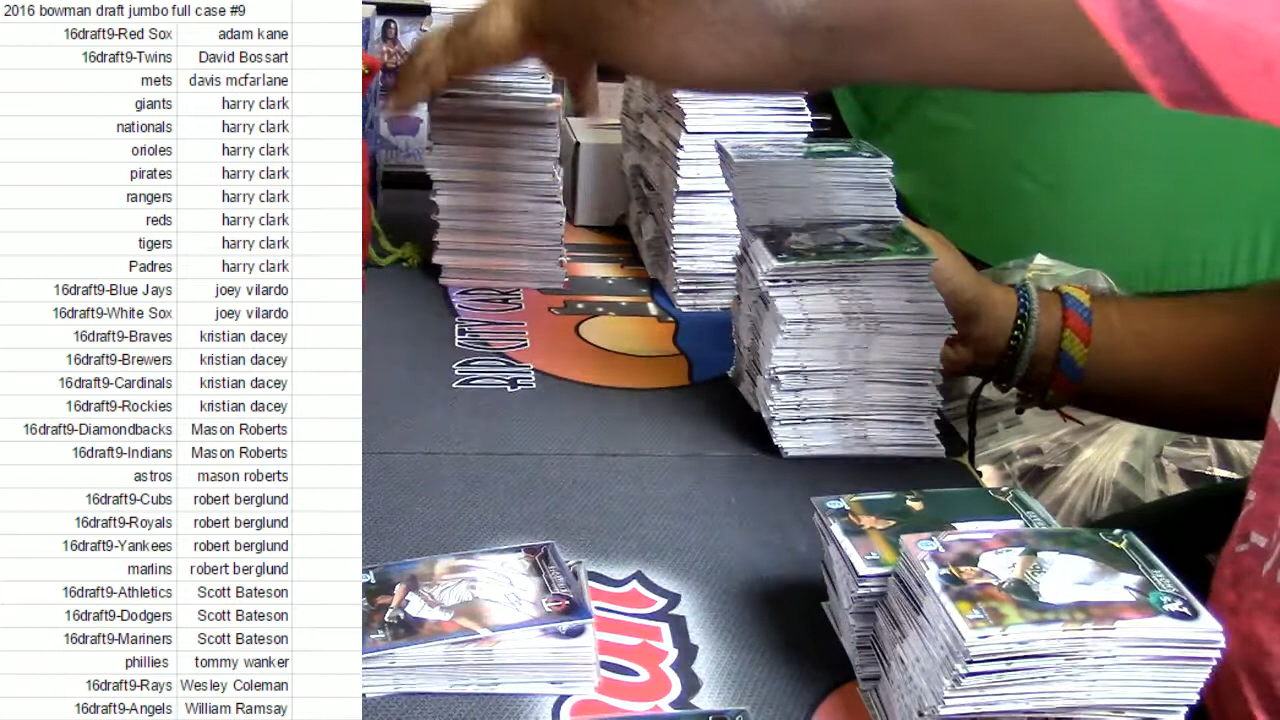 2016 bowman draft jumbo full case #9
16draft9-Red Sox adam kane
16draft9-Twins David Bossart
mets davis mcfarlane
giants harry clark
nationals harry clark
orioles harry clark
pirates harry clark
rangers harry clark
reds harry clark
tigers harry clark
Padres harry clark
16draft9-Blue Jays joey vilardo
16draft9-White Sox joey vilardo
16draft9-Braves kristian dacey
16draft9-Brewers kristian dacey
16draft9-Cardinals kristian dacey
16draft9-Rockies kristian dacey
16draft9-Diamondbacks Mason Roberts
16draft9-Indians Mason Roberts
astros mason roberts
16draft9-Cubs robert berglund
16draft9-Royals robert berglund
16draft9-Yankees robert berglund
marlins robert berglund
16draft9-Athletics Scott Bateson
16draft9-Dodgers Scott Bateson
16draft9-Mariners Scott Bateson
phillies tommy wanker
16draft9-Rays Wesley Coleman
16draft9-Angels William Ramsay
RIP CITY CAR